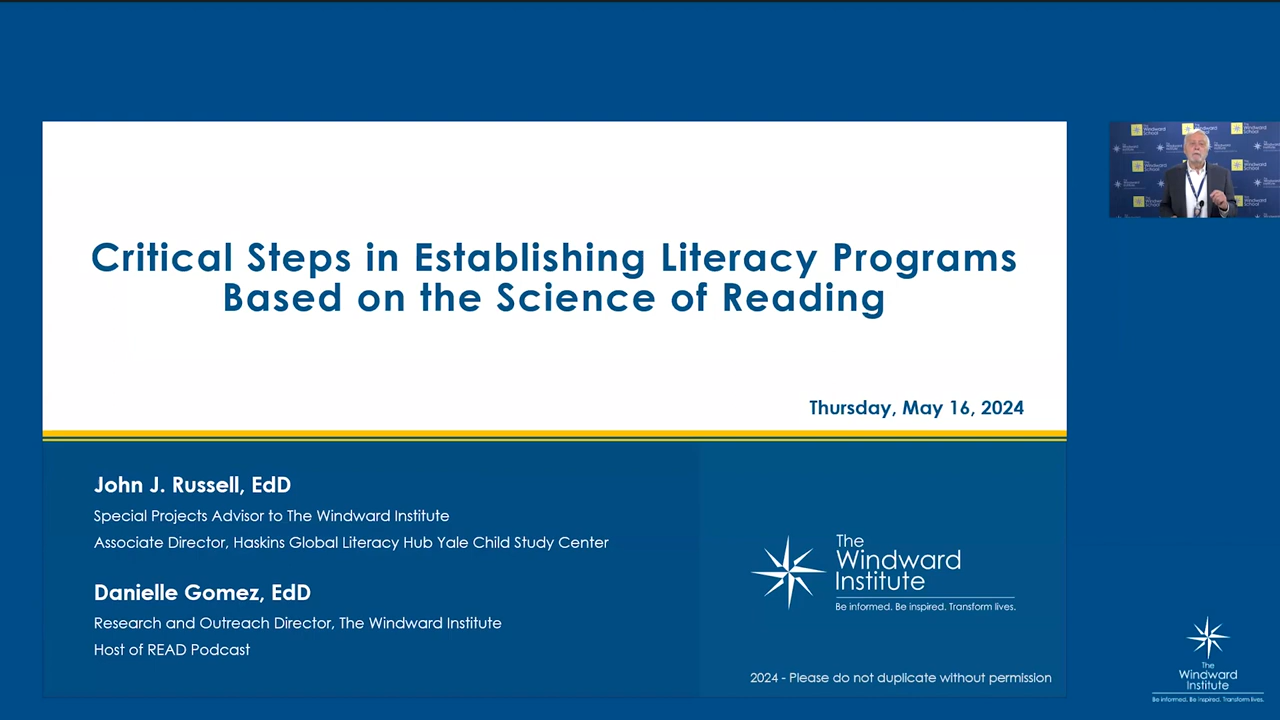 Critical Steps in Establishing Literacy Programs
Based on the Science of Reading
Thursday, May 16, 2024
John J. Russell, EdD
Special Projects Advisor to The Windward Institute
Associate Director, Haskins Global Literacy Hub Yale Child Study Center
Danielle Gomez, EdD
Research and Outreach Director, The Windward Institute
Host of READ Podcast
The
Windward
Institute
Be informed. Be inspired. Transform lives.
2024 - Please do not duplicate without permission
The
Windward
Institute
Be informed. Be inspired. Transform lives.